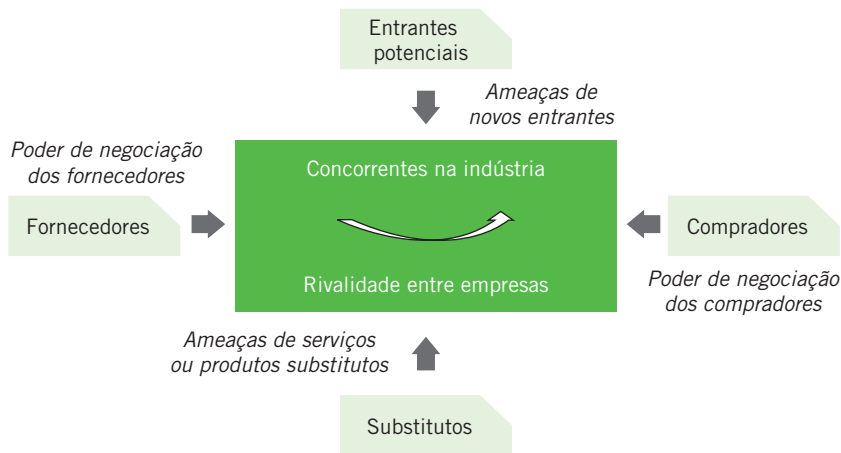 Entrantes
potenciais
Ameaças de
novos entrantes
Poder de negociação
dos fornecedores
Concorrentes na indústria
Fornecedores
Compradores
Rivalidade entre empresas
Poder de negociação
dos compradores
Ameaças de serviços
ou produtos substitutos
Substitutos